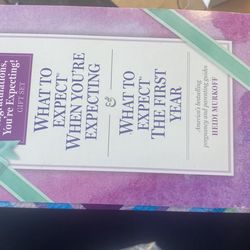 Congratulations,
You're Expecting!
GIFT SET
WHAT TO
EXPECT
WHEN YOU'RE
EXPECTING
&
WHAT TO
EXPECT
THE FIRST
YEAR
America's bestselling
pregnancy and parenting guides
HEIDI MURKOFF